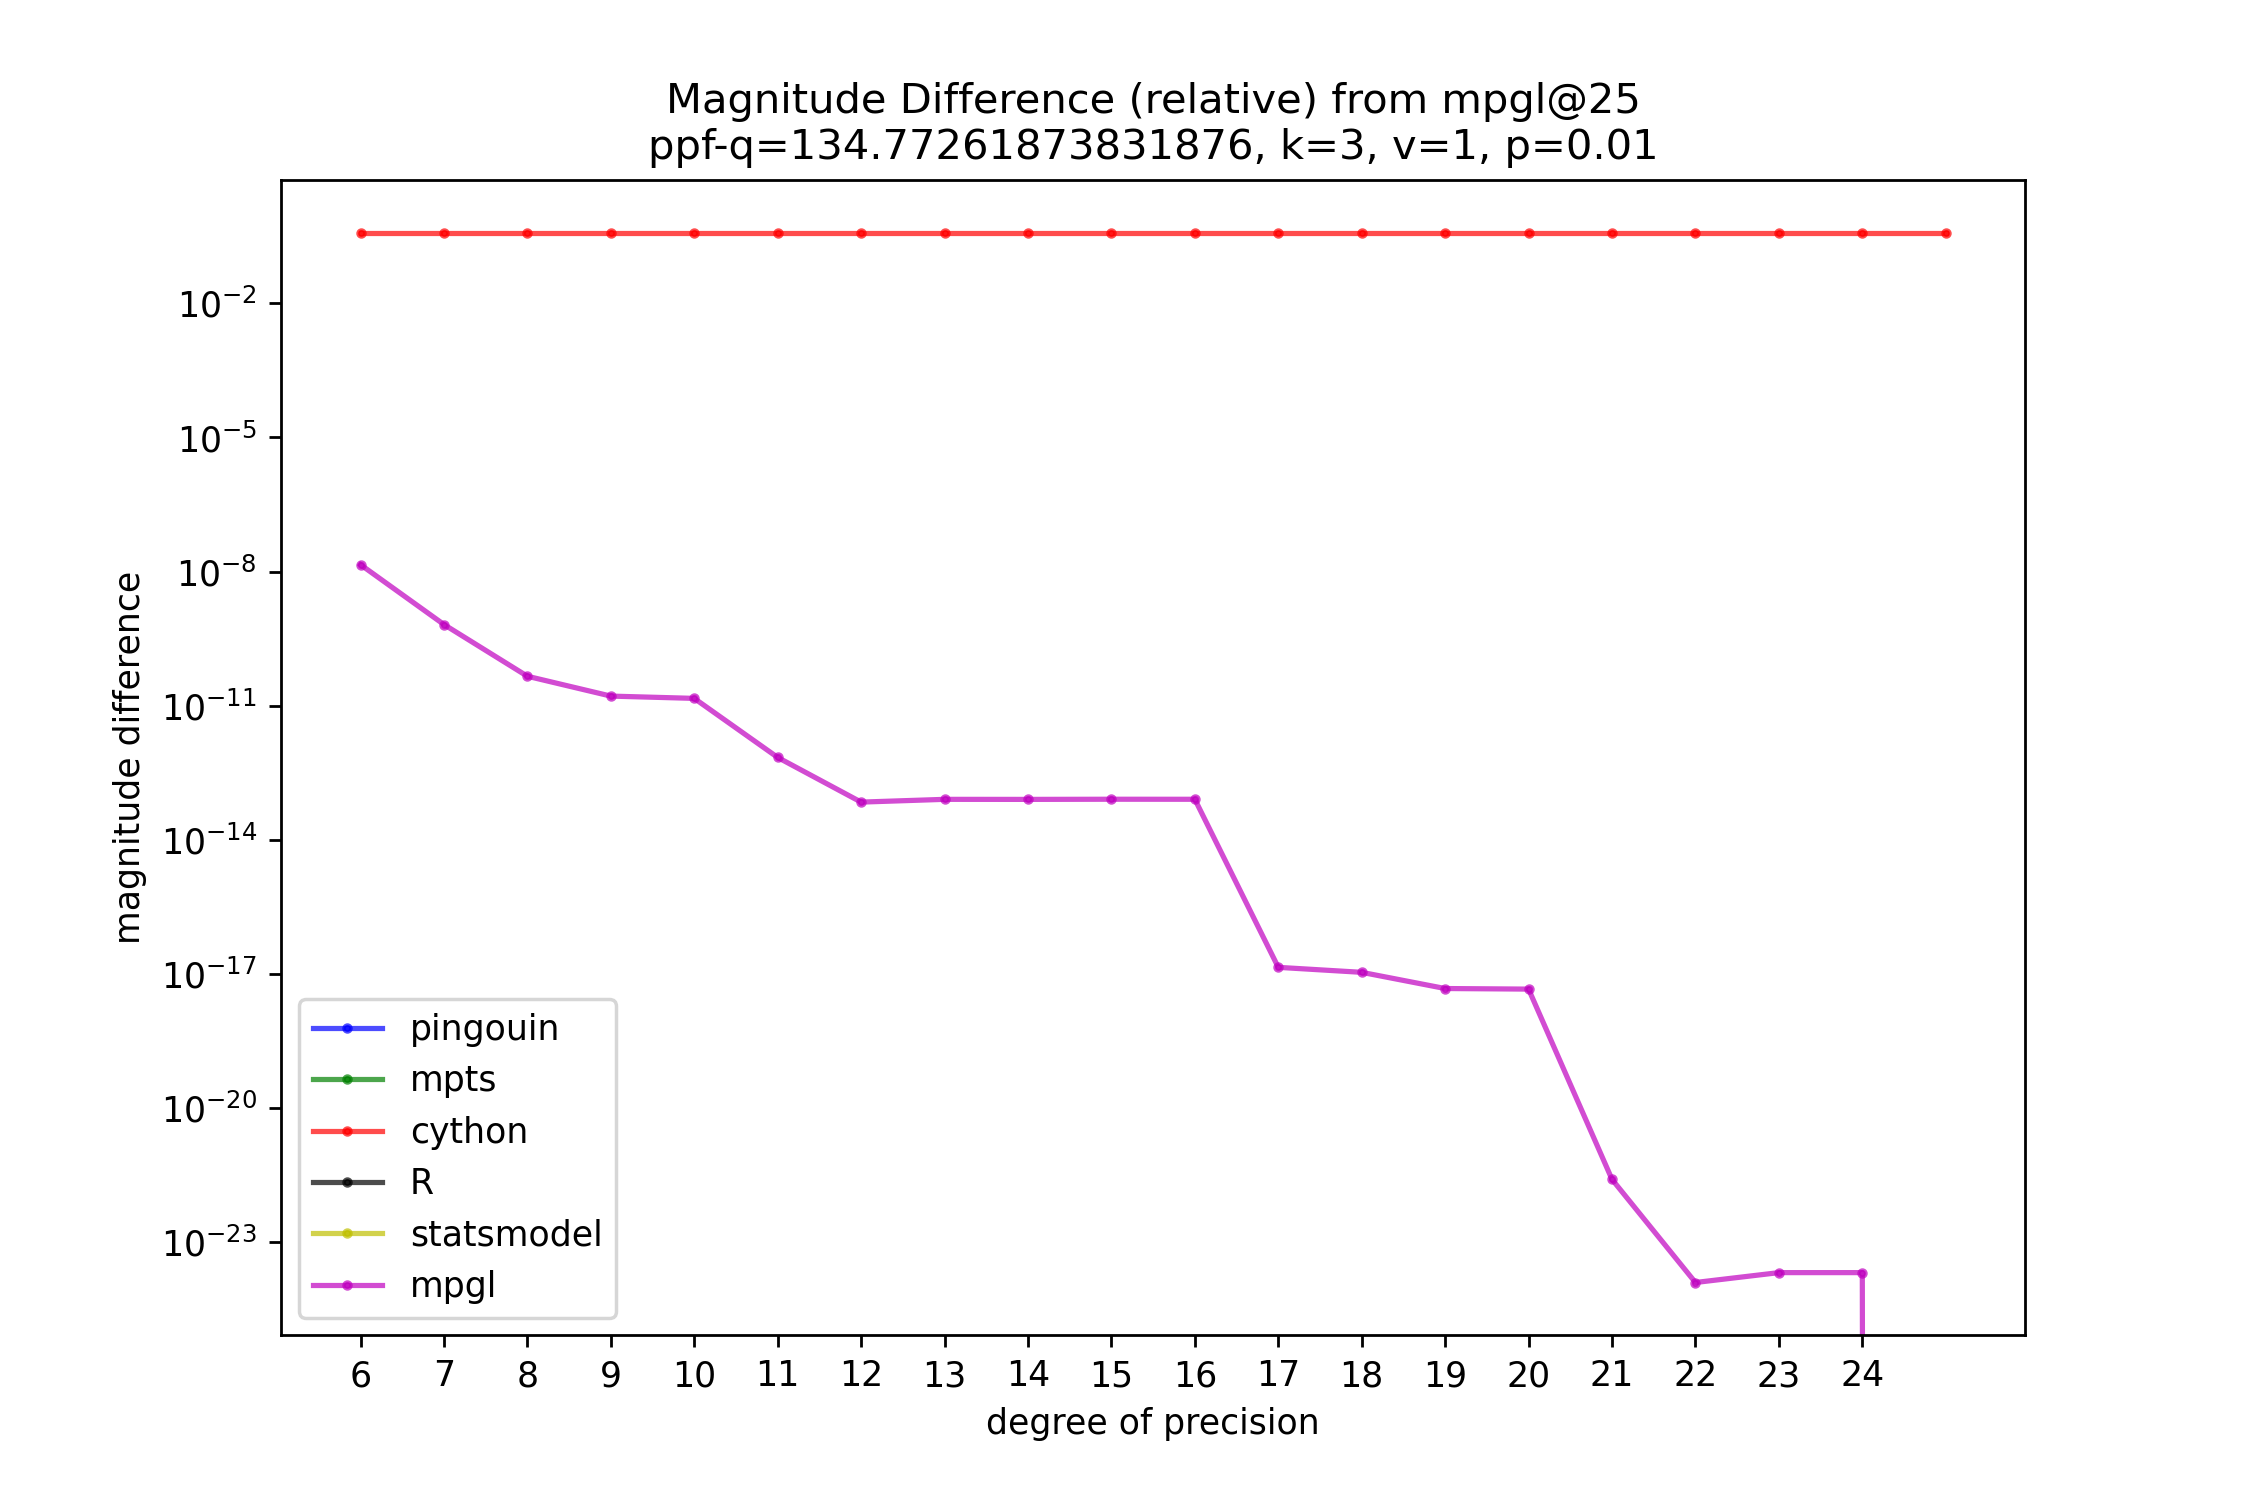 Magnitude Difference (relative) from mpgl@25
ppf-q=134.77261873831876, k=3, v=1, p=0.01
magnitude difference
10⁻²
10⁻⁵
10⁻⁸
10⁻¹¹
10⁻¹⁴
10⁻¹⁷
10⁻²⁰
10⁻²³
pingouin
mpts
cython
R
statsmodel
mpgl
6 7 8 9 10 11 12 13 14 15 16 17 18 19 20 21 22 23 24
degree of precision